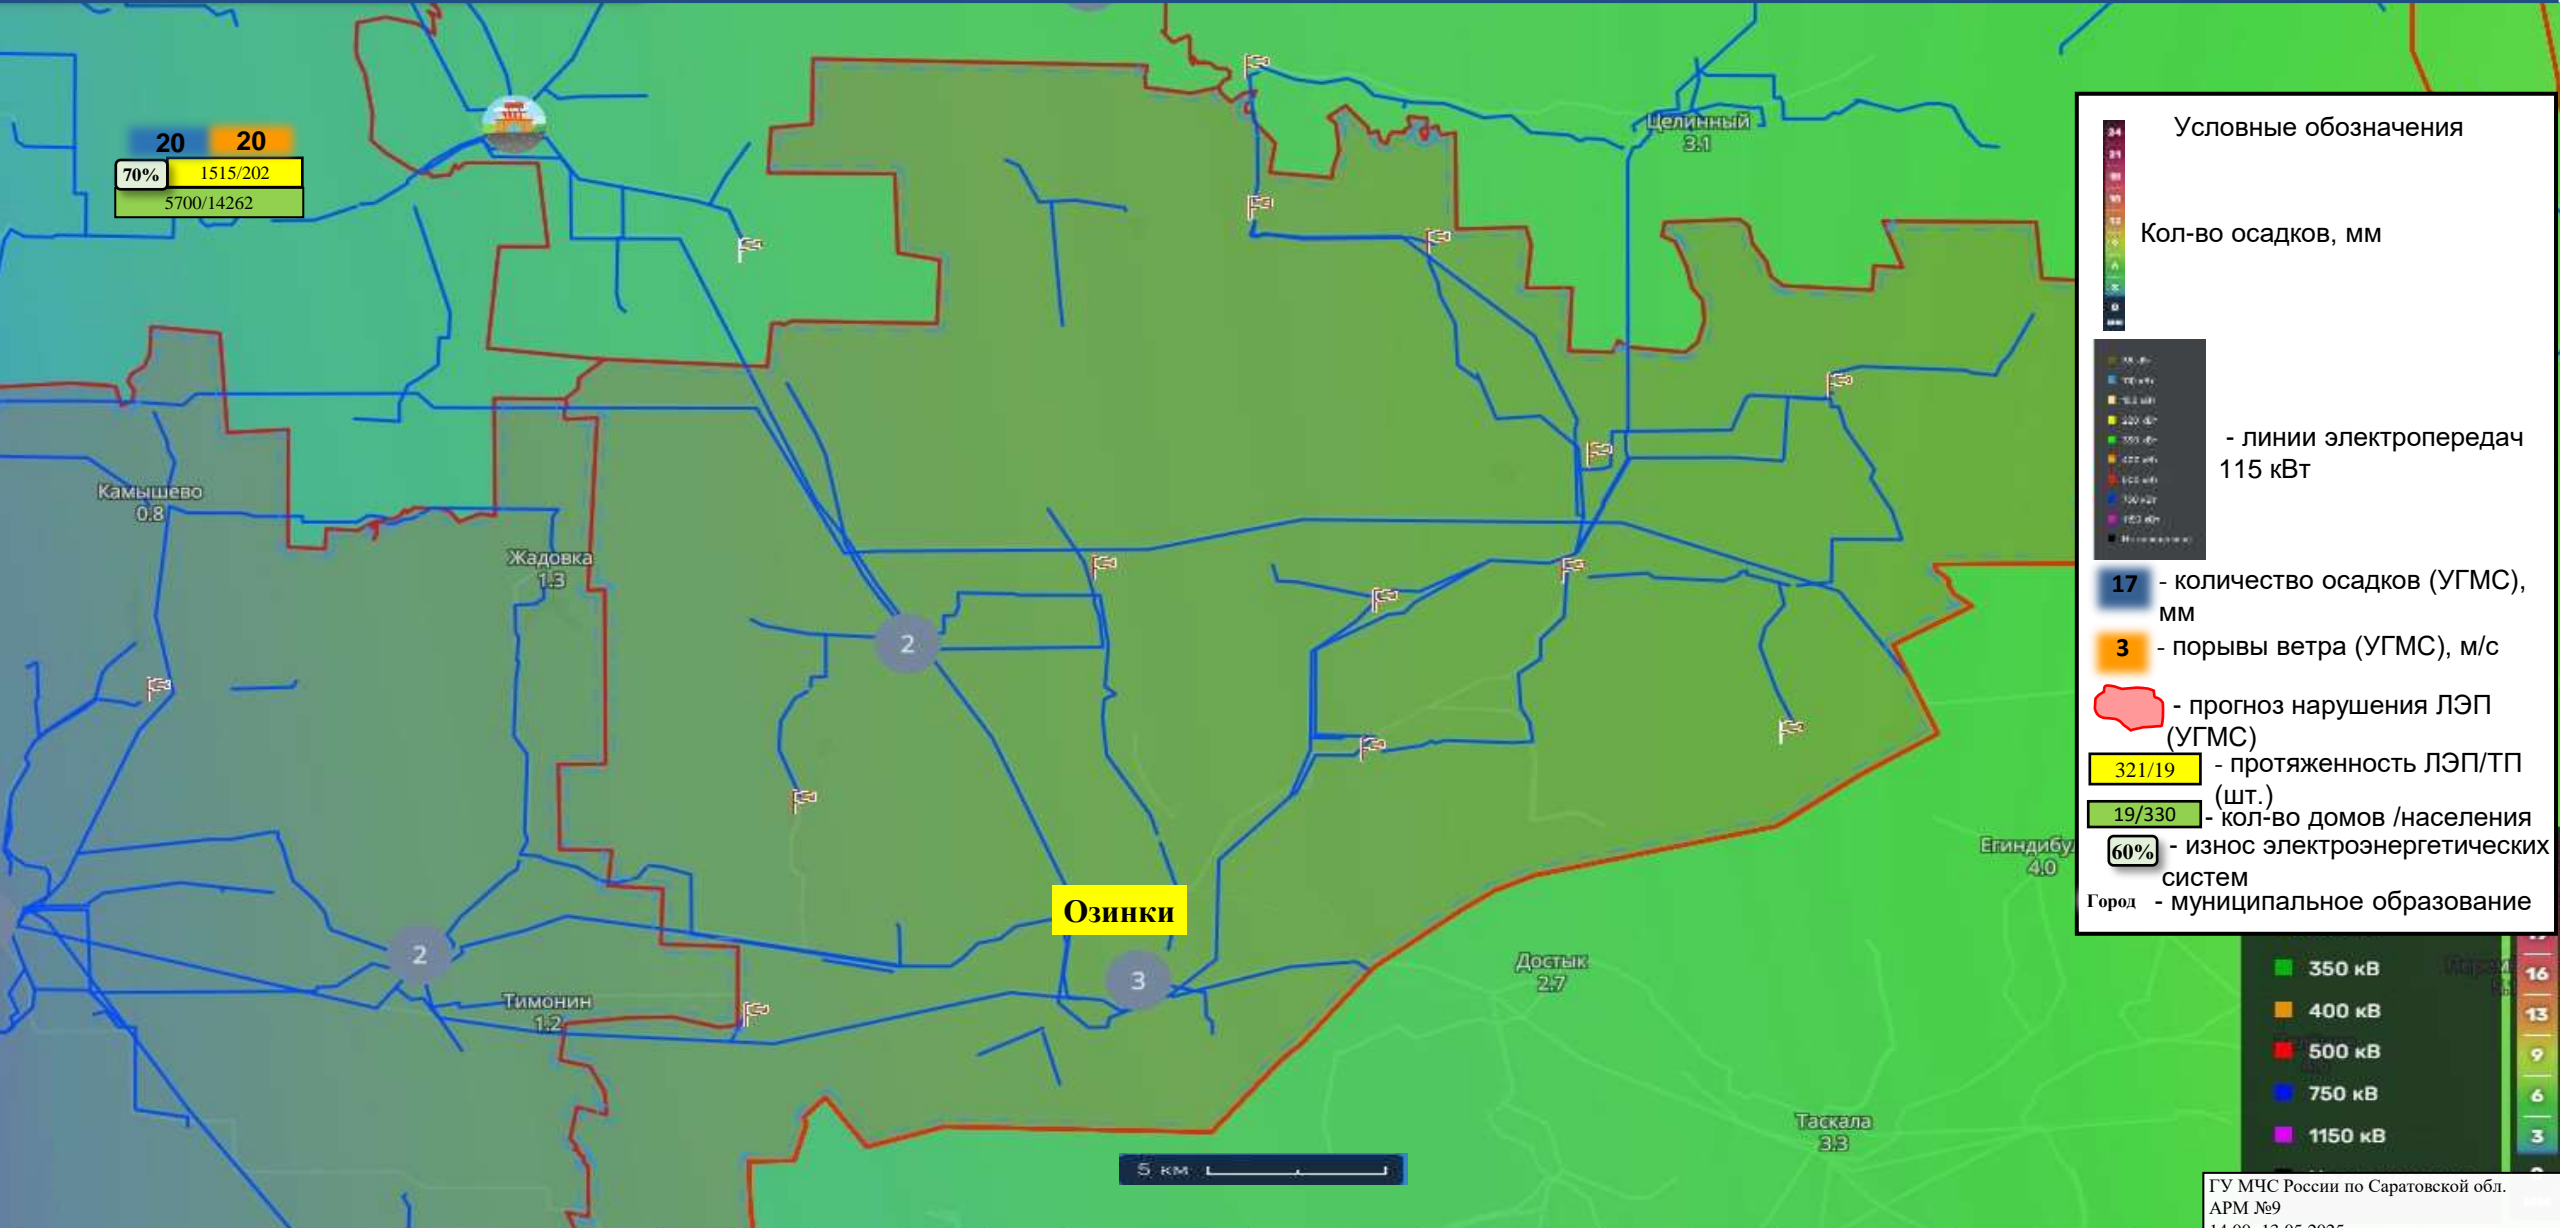 20 20
70% 1515/202
5700/14262
Целинный
3.1
Камышево
0.8
Жадовка
1.3
2
2
Озинки
3
Тимонин
1.2
Достык
2.7
4.0
Таскала
3.3
5 км
Условные обозначения
Кол-во осадков, мм
- линии электропередач
115 кВт
17 - количество осадков (УГМС),
мм
3 - порывы ветра (УГМС), м/с
- прогноз нарушения ЛЭП
(УГМС)
321/19 - протяженность ЛЭП/ТП
(шт.)
19/330 - кол-во домов /населения
60% - износ электроэнергетических
систем
Город - муниципальное образование
350 кВ
400 кВ
500 кВ
750 кВ
1150 кВ
16
13
9
6
3
ГУ МЧС России по Саратовской обл.
АРМ №9